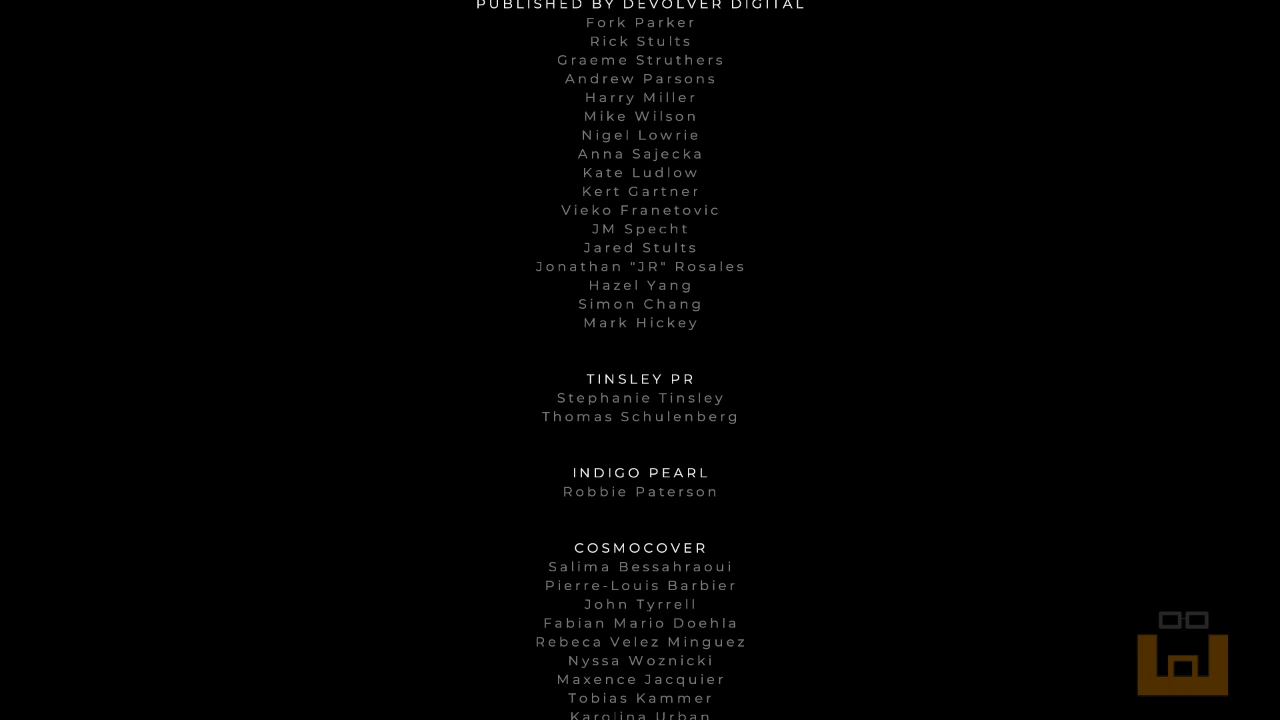 PUBLISHED BY DEVOLVER DIGITAL
Fork Parker
Rick Stults
Graeme Struthers
Andrew Parsons
Harry Miller
Mike Wilson
Nigel Lowrie
Anna Sajecka
Kate Ludlow
Kert Gartner
Vieko Franetovic
JM Specht
Jared Stults
Jonathan "JR" Rosales
Hazel Yang
Simon Chang
Mark Hickey
TINSLEY PR
Stephanie Tinsley
Thomas Schulenberg
INDIGO PEARL
Robbie Paterson
COSMOCOVER
Salima Bessahraoui
Pierre-Louis Barbier
John Tyrrell
Fabian Mario Doehla
Rebeca Velez Minguez
Nyssa Woznicki
Maxence Jacquier
Tobias Kammer
Karolina Urban